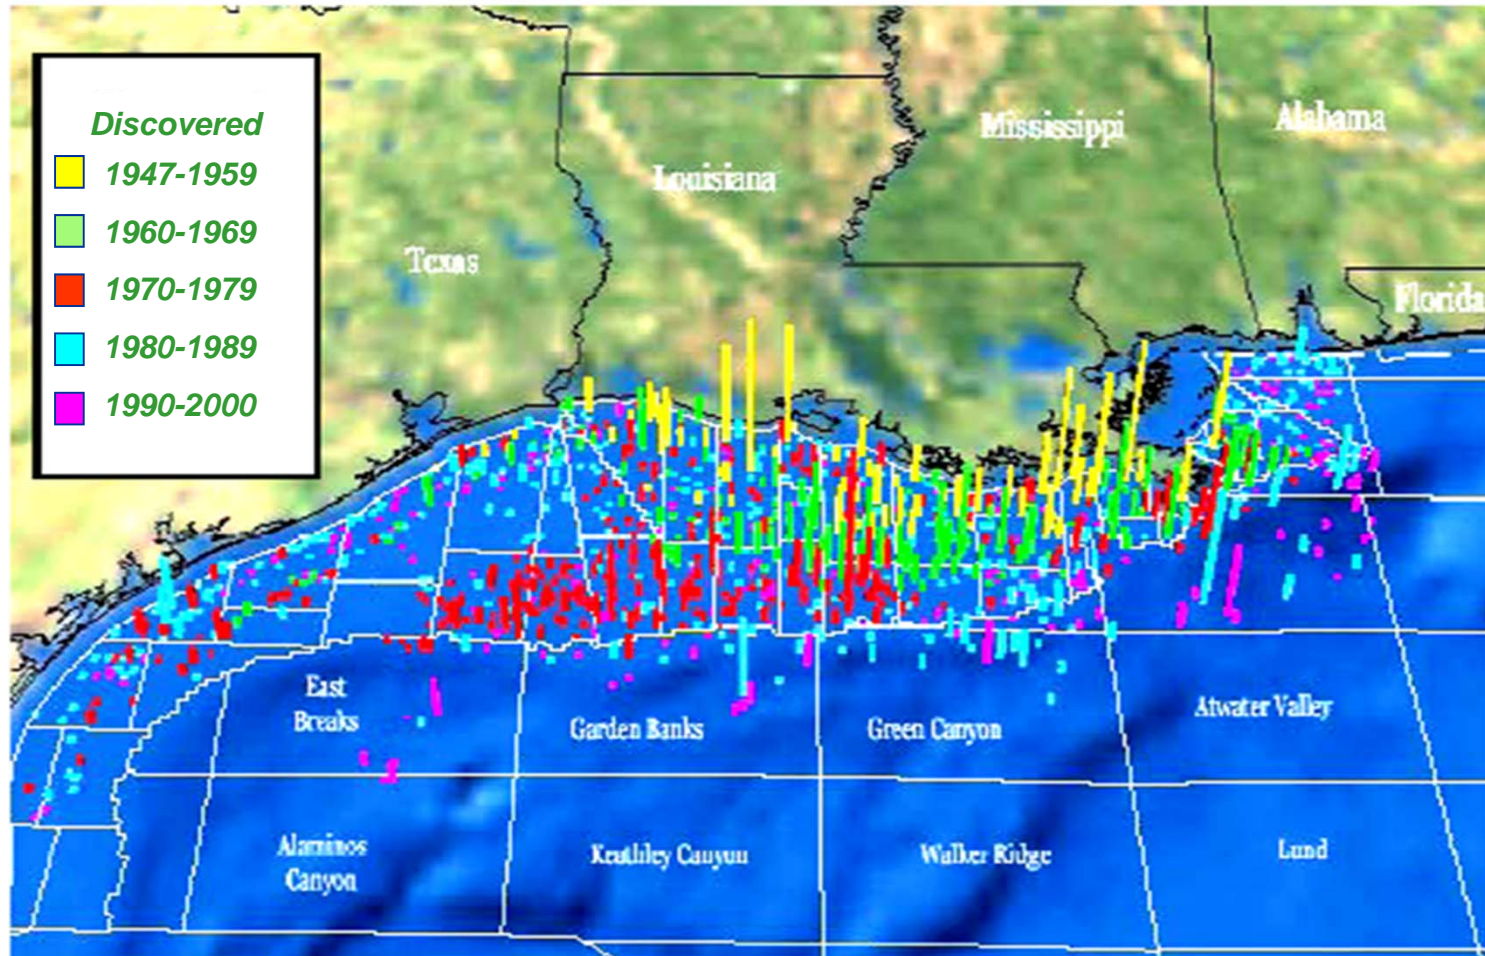 Discovered
1947-1959
1960-1969
1970-1979
1980-1989
1990-2000
Texas
Louisiana
Mississippi
Alabama
Florida
East
Breaks
Garden Banks
Green Canyon
Atwater Valley
Alaminos
Canyon
Keathley Canyon
Walker Ridge
Lund